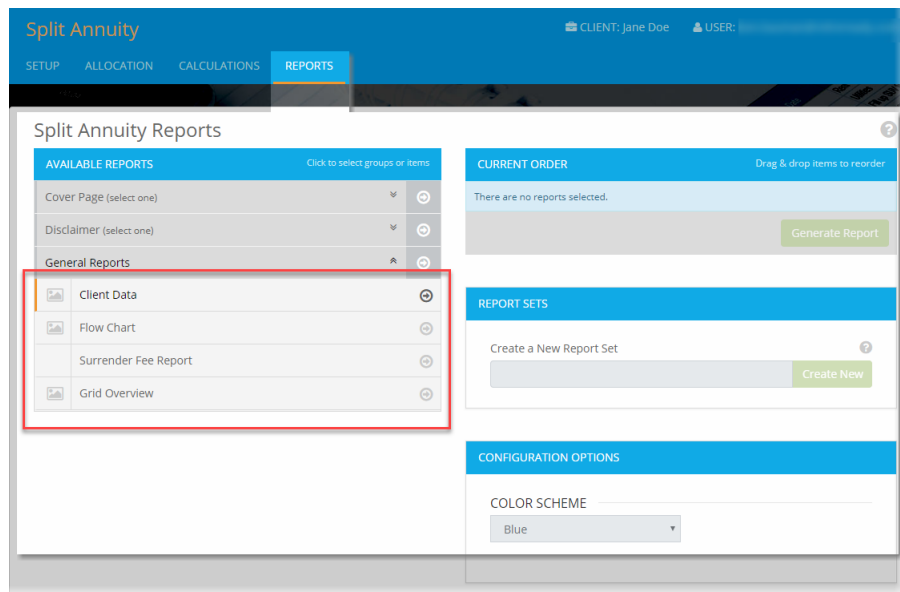 Split Annuity
CLIENT: Jane Doe USER:
SETUP ALLOCATION CALCULATIONS REPORTS
Split Annuity Reports
AVAILABLE REPORTS Click to select groups or items
Cover Page (select one)
Disclaimer (select one)
General Reports
Client Data
Flow Chart
Surrender Fee Report
Grid Overview
CURRENT ORDER Drag & drop items to reorder
There are no reports selected.
Generate Report
REPORT SETS
Create a New Report Set
Create New
CONFIGURATION OPTIONS
COLOR SCHEME
Blue